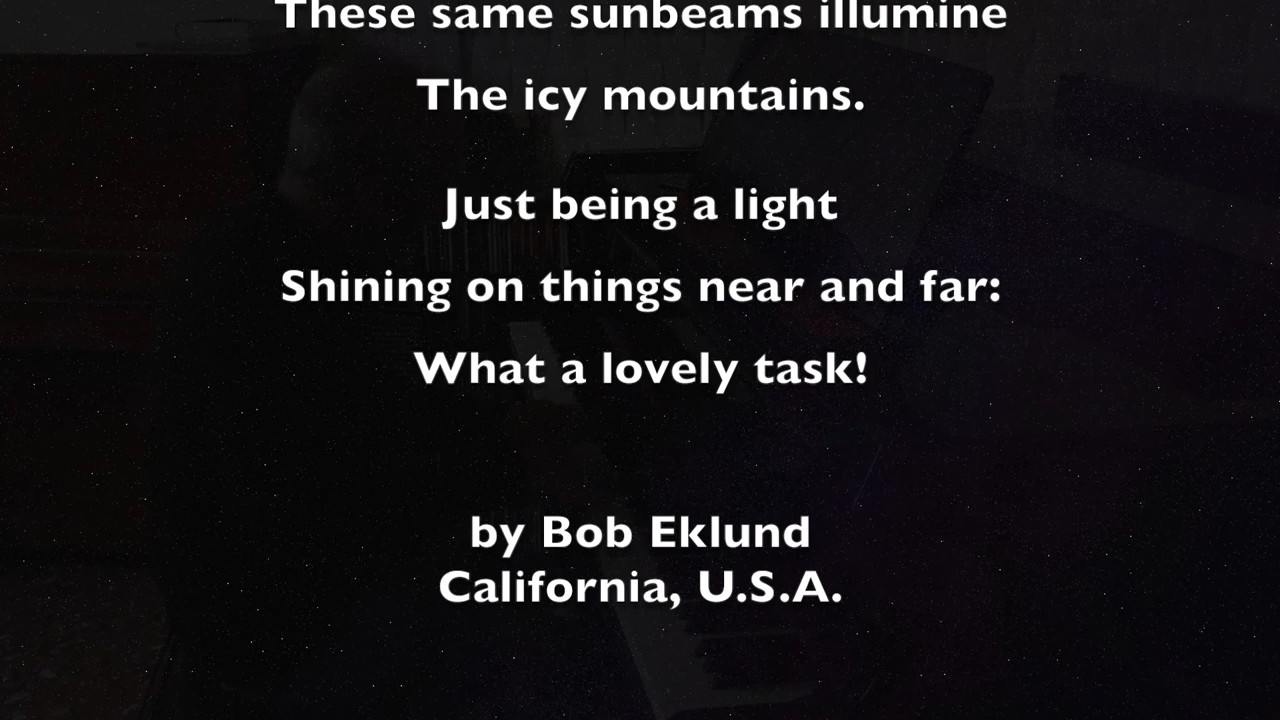 These same sunbeams illumine
The icy mountains.
Just being a light
Shining on things near and far:
What a lovely task!
by Bob Eklund
California, U.S.A.